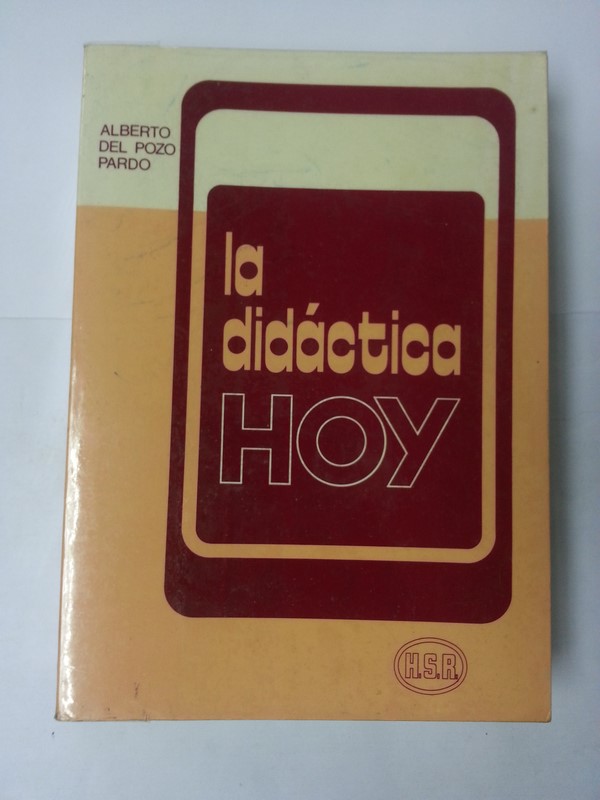 ALBERTO
DEL POZO
PARDO
la
didáctica
HOY
H.S.R.